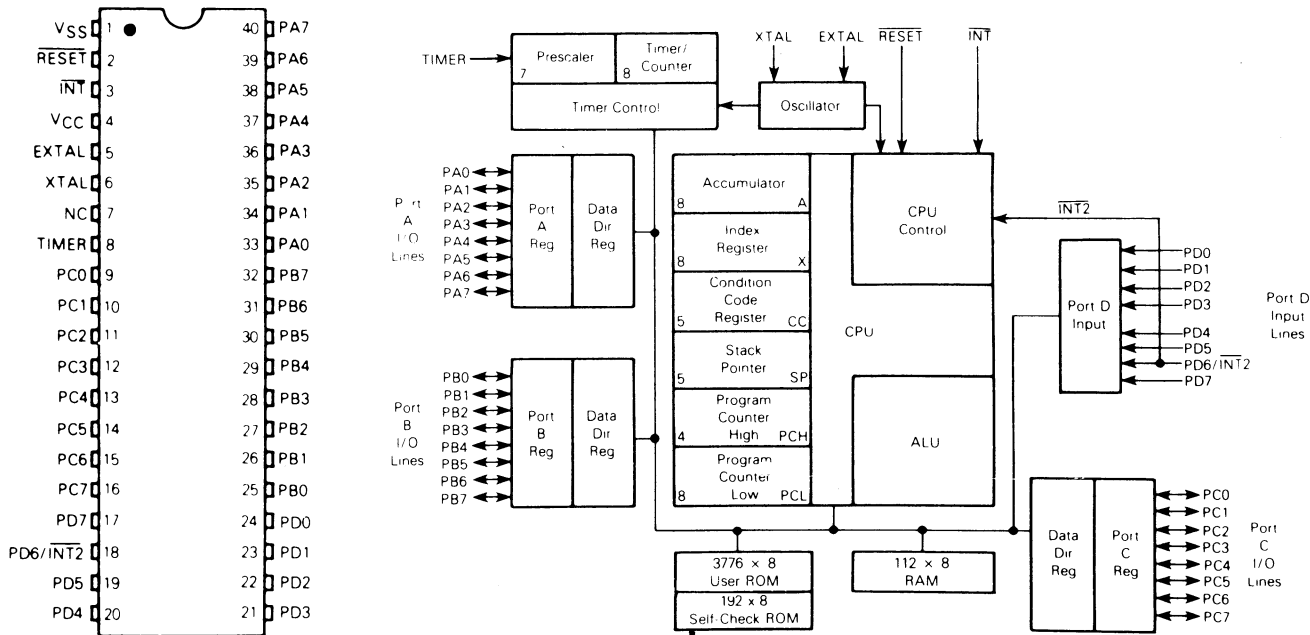 VSS 1 40 PA7
RESET 2 39 PA6
INT 3 38 PA5
VCC 4 37 PA4
EXTAL 5 36 PA3
XTAL 6 35 PA2
NC 7 34 PA1
TIMER 8 33 PA0
PC0 9 32 PB7
PC1 10 31 PB6
PC2 11 30 PB5
PC3 12 29 PB4
PC4 13 28 PB3
PC5 14 27 PB2
PC6 15 26 PB1
PC7 16 25 PB0
PD7 17 24 PD0
PD6/INT2 18 23 PD1
PD5 19 22 PD2
PD4 20 21 PD3
TIMER
Prescaler
7
Timer/
Counter
8
Timer Control
XTAL EXTAL RESET INT
Oscillator
Port
A
I/O
Lines
PA0
PA1
PA2
PA3
PA4
PA5
PA6
PA7
Port
A
Reg
Data
Dir
Reg
Port
B
I/O
Lines
PB0
PB1
PB2
PB3
PB4
PB5
PB6
PB7
Port
B
Reg
Data
Dir
Reg
Accumulator
8 A
Index
Register
8 X
Condition
Code
Register
5 CC
Stack
Pointer
5 SP
Program
Counter
High
4 PCH
Program
Counter
Low
8 PCL
CPU
Control
CPU
ALU
INT2
Port D
Input
PD0
PD1
PD2
PD3
PD4
PD5
PD6/INT2
PD7
Port D
Input
Lines
3776 × 8
User ROM
192 x 8
Self-Check ROM
112 × 8
RAM
Data
Dir
Reg
Port
C
Reg
PC0
PC1
PC2
PC3
PC4
PC5
PC6
PC7
Port
C
I/O
Lines